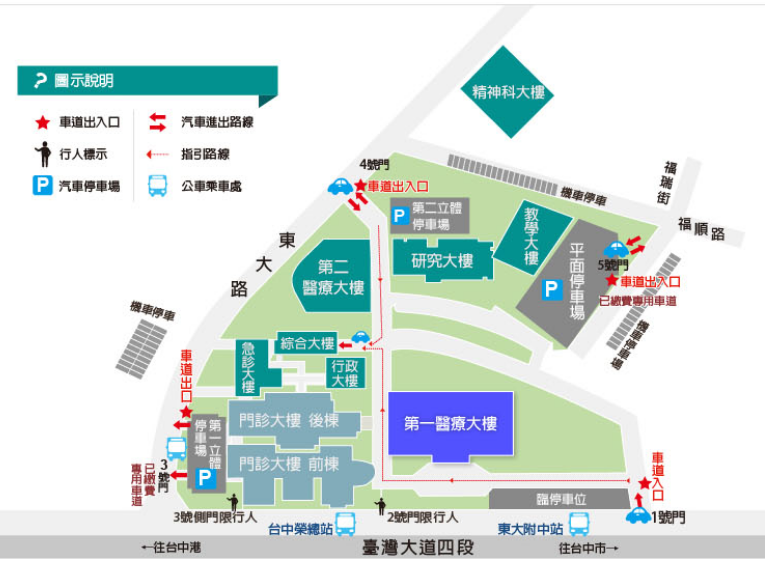 圖示說明
車道出入口
汽車進出路線
行人標示
指引路線
P
汽車停車場
公車乘車處
精神科大樓
4號門
車道出入口
機車停車
福瑞街
福順路
P
第二立體
停車場
教學大樓
平面停車場
P
研究大樓
5號門
車道出入口
已繳費專用車道
機車停車場
東大路
第二
醫療大樓
機車停車
綜合大樓
急診大樓
行政
大樓
車道出口
門診大樓 後棟
第一醫療大樓
第一立體
停車場
P
門診大樓 前棟
3號門
已繳費
專用車道
車道入口
臨停車位
1號門
3號側門限行人
2號門限行人
台中榮總站
東大附中站
←往台中港
臺灣大道四段
往台中市→